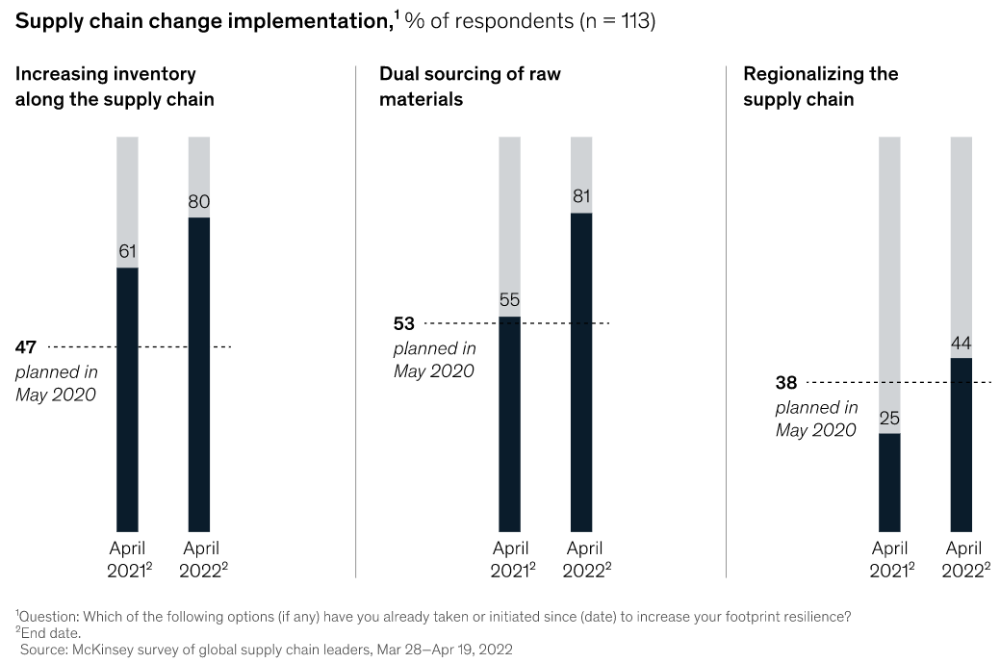 Supply chain change implementation,¹ % of respondents (n = 113)
Increasing inventory
along the supply chain
61
80
47
planned in
May 2020
April
2021²
April
2022²
Dual sourcing of raw
materials
55
81
53
planned in
May 2020
April
2021²
April
2022²
Regionalizing the
supply chain
25
44
38
planned in
May 2020
April
2021²
April
2022²
¹Question: Which of the following options (if any) have you already taken or initiated since (date) to increase your footprint resilience?
²End date.
Source: McKinsey survey of global supply chain leaders, Mar 28–Apr 19, 2022